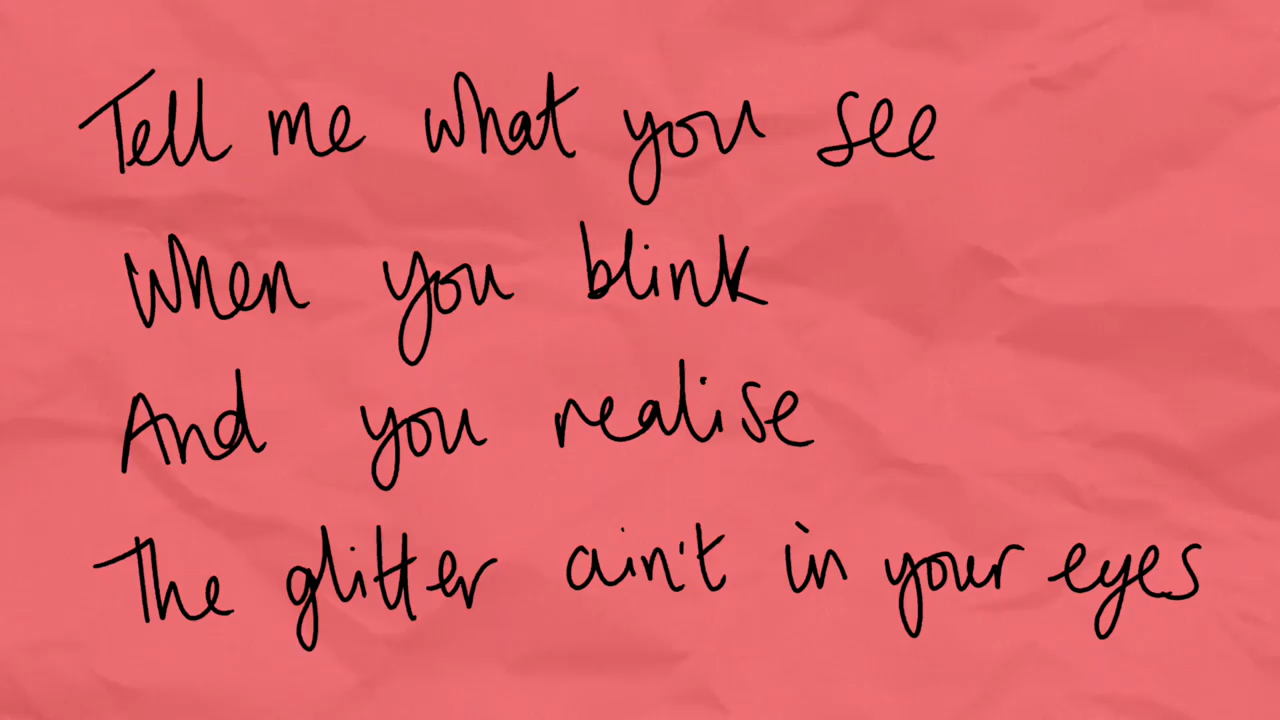 Tell me what you see
When you blink
And you realise
The glitter ain't in your eyes